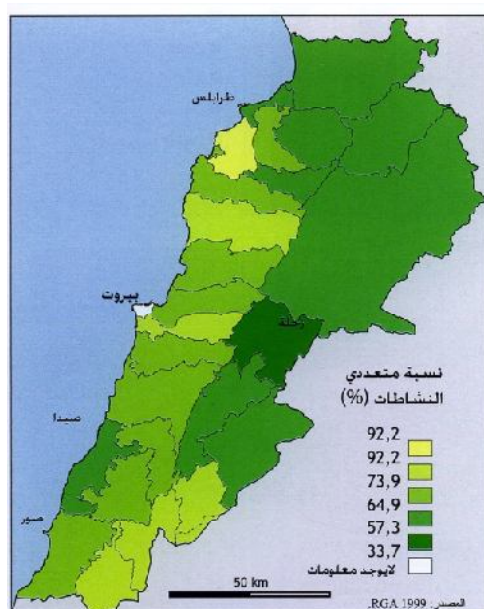 طرابلس
بيروت
زحلة
صيدا
صور
نسبة متعددي
النشاطات (%)
92,2
92,2
73,9
64,9
57,3
33,7
لايوجد معلومات
50 km
المصدر: RGA 1999.